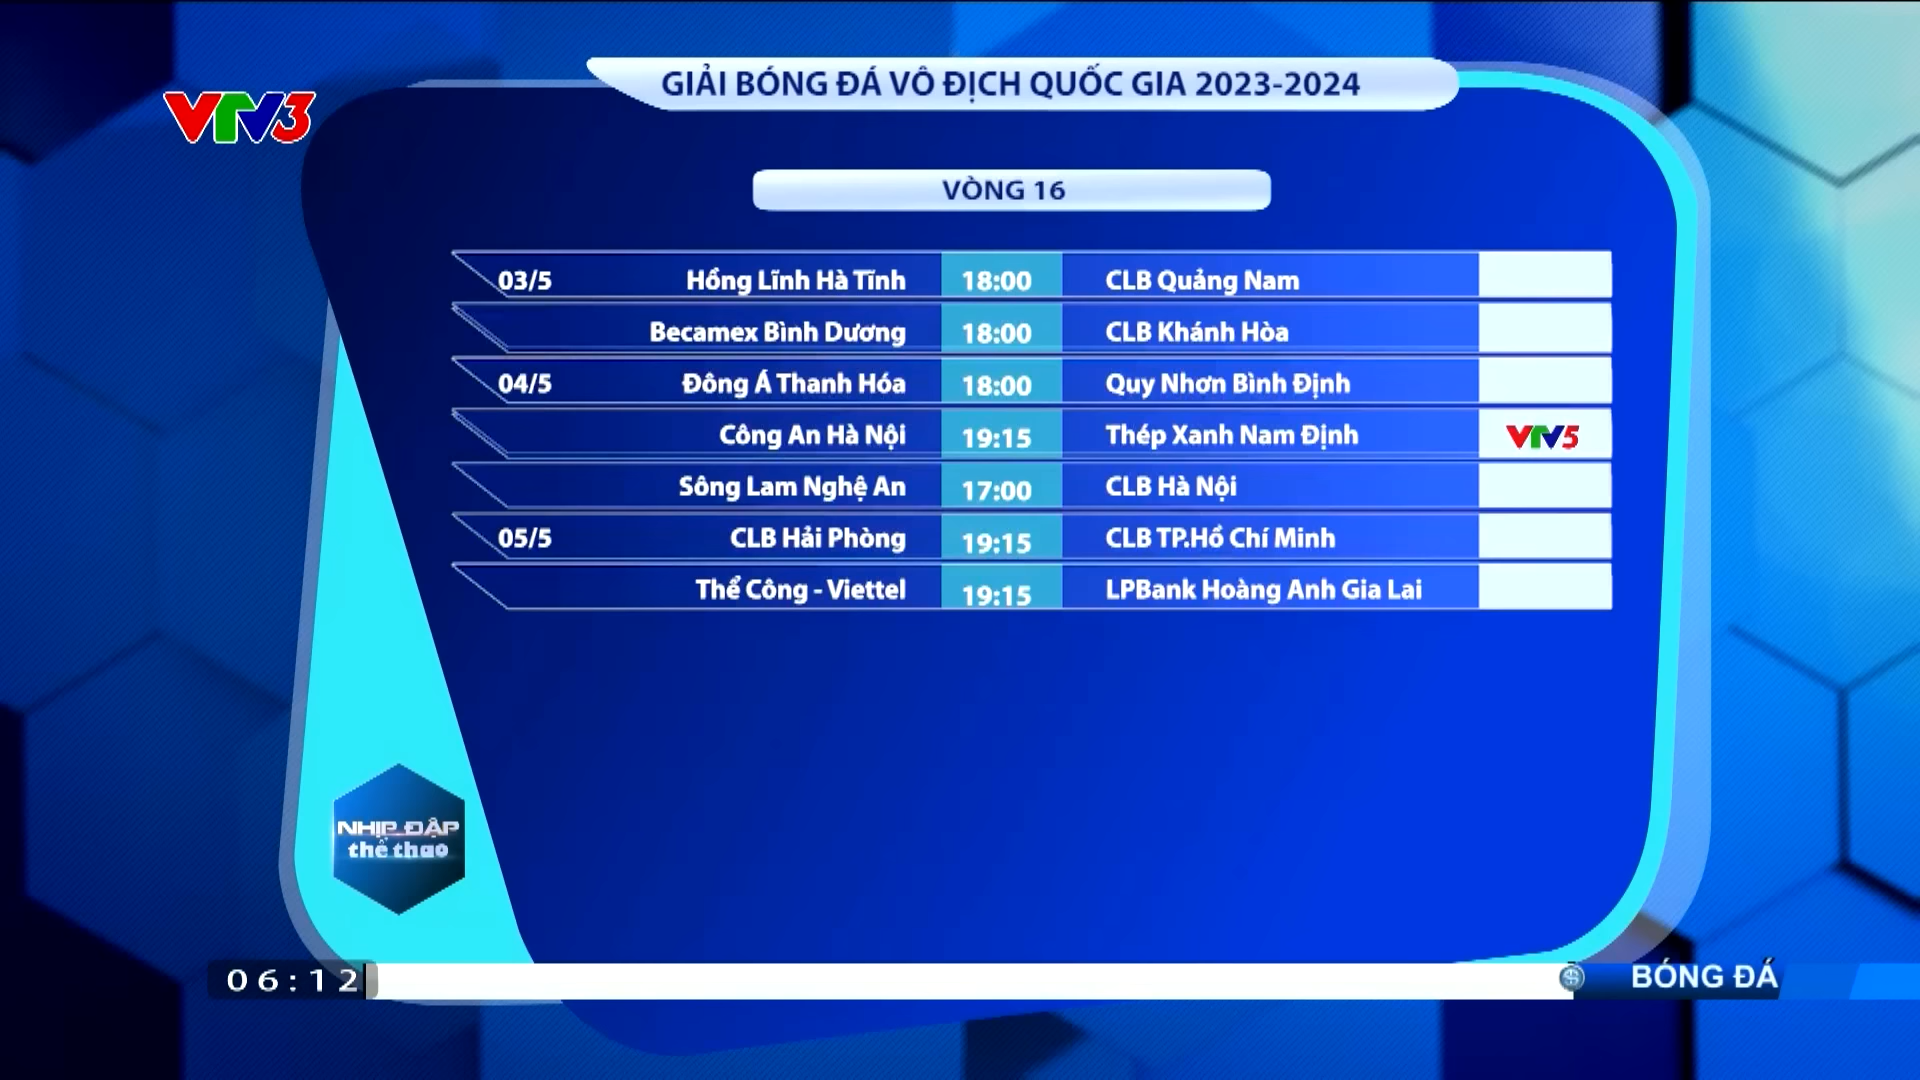 GIẢI BÓNG ĐÁ VÔ ĐỊCH QUỐC GIA 2023-2024
VTV3
VÒNG 16
03/5 Hồng Lĩnh Hà Tĩnh 18:00 CLB Quảng Nam
Becamex Bình Dương 18:00 CLB Khánh Hòa
04/5 Đông Á Thanh Hóa 18:00 Quy Nhơn Bình Định
Công An Hà Nội 19:15 Thép Xanh Nam Định VTV5
Sông Lam Nghệ An 17:00 CLB Hà Nội
05/5 CLB Hải Phòng 19:15 CLB TP.Hồ Chí Minh
Thể Công - Viettel 19:15 LPBank Hoàng Anh Gia Lai
NHỊP ĐẬP
thể thao
06:12 BÓNG ĐÁ